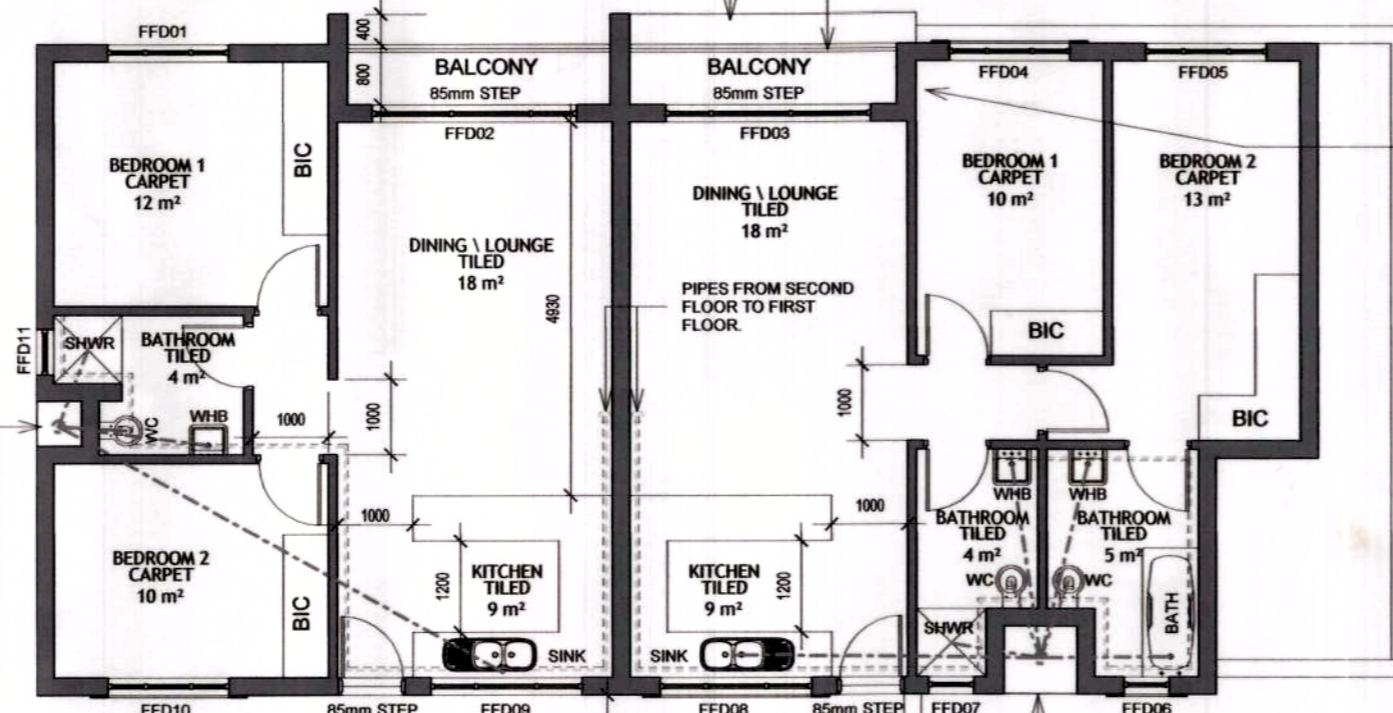 FFD01
400
800
BALCONY
85mm STEP
FFD02
BALCONY
85mm STEP
FFD03
FFD04
FFD05
BEDROOM 1
CARPET
12 m²
BIC
DINING \ LOUNGE
TILED
18 m²
4930
DINING \ LOUNGE
TILED
18 m²
PIPES FROM SECOND
FLOOR TO FIRST
FLOOR.
BEDROOM 1
CARPET
10 m²
BIC
BEDROOM 2
CARPET
13 m²
BIC
FFD11
SHWR
BATHROOM
TILED
4 m²
WC
WHB
1000
1000
1000
1000
1000
BEDROOM 2
CARPET
10 m²
BIC
1200
KITCHEN
TILED
9 m²
SINK
KITCHEN
TILED
9 m²
1200
SINK
WHB
BATHROOM
TILED
4 m²
WC
SHWR
WHB
BATHROOM
TILED
5 m²
WC
BATH
FFD10
85mm STEP
FFD09
FFD08
85mm STEP
FFD07
FFD06